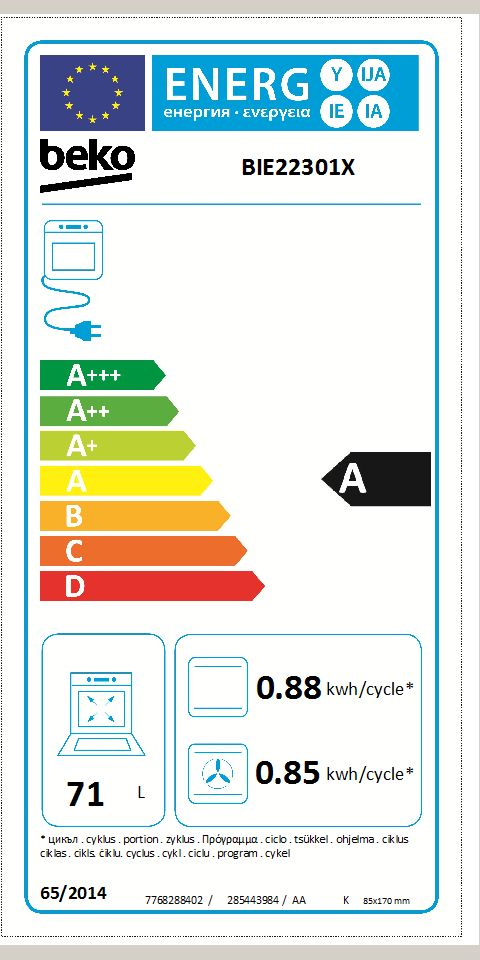 ENERG Y IJA
енергия · ενεργεια IE IA
beko
BIE22301X
A+++
A++
A+
A
A
B
C
D
0.88 kwh/cycle*
0.85 kwh/cycle*
71 L
* цикъл . cyklus . portion . zyklus . Πρόγραμμα . ciclo . tsükkel . ohjelma . ciklus
ciklas . cikls. ċiklu. cyclus . cykl . ciclu . program . cykel
65/2014
7768288402 / 285443984 / AA K 85x170 mm